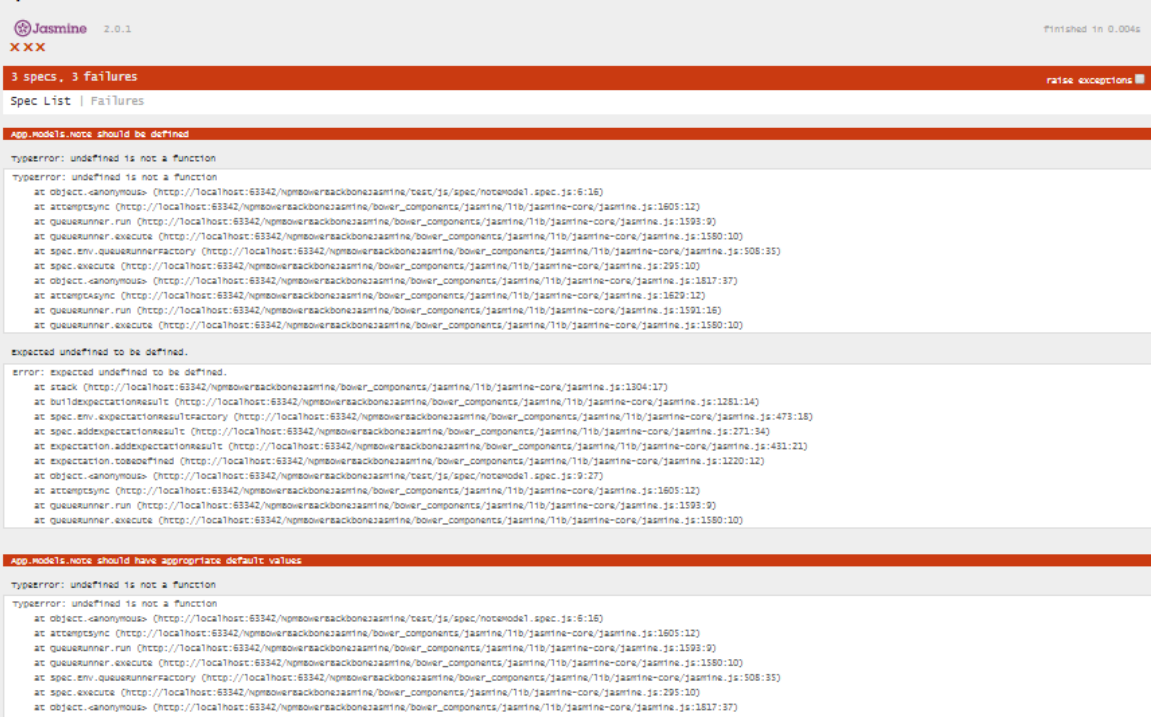 Jasmine 2.0.1 finished in 0.004s
XXX
3 specs, 3 failures raise exceptions
Spec List | Failures
App.Models.Note should be defined
TypeError: undefined is not a function
TypeError: undefined is not a function
at Object.<anonymous> (http://localhost:63342/NpmBowerBackboneJasmine/test/js/spec/noteModel.spec.js:6:16)
at attemptSync (http://localhost:63342/NpmBowerBackboneJasmine/bower_components/jasmine/lib/jasmine-core/jasmine.js:1605:12)
at QueueRunner.run (http://localhost:63342/NpmBowerBackboneJasmine/bower_components/jasmine/lib/jasmine-core/jasmine.js:1593:9)
at QueueRunner.execute (http://localhost:63342/NpmBowerBackboneJasmine/bower_components/jasmine/lib/jasmine-core/jasmine.js:1580:10)
at Spec.Env.queueRunnerFactory (http://localhost:63342/NpmBowerBackboneJasmine/bower_components/jasmine/lib/jasmine-core/jasmine.js:508:35)
at Spec.execute (http://localhost:63342/NpmBowerBackboneJasmine/bower_components/jasmine/lib/jasmine-core/jasmine.js:295:10)
at Object.<anonymous> (http://localhost:63342/NpmBowerBackboneJasmine/bower_components/jasmine/lib/jasmine-core/jasmine.js:1817:37)
at attemptAsync (http://localhost:63342/NpmBowerBackboneJasmine/bower_components/jasmine/lib/jasmine-core/jasmine.js:1629:12)
at QueueRunner.run (http://localhost:63342/NpmBowerBackboneJasmine/bower_components/jasmine/lib/jasmine-core/jasmine.js:1591:16)
at QueueRunner.execute (http://localhost:63342/NpmBowerBackboneJasmine/bower_components/jasmine/lib/jasmine-core/jasmine.js:1580:10)
Expected undefined to be defined.
Error: Expected undefined to be defined.
at stack (http://localhost:63342/NpmBowerBackboneJasmine/bower_components/jasmine/lib/jasmine-core/jasmine.js:1304:17)
at buildExpectationResult (http://localhost:63342/NpmBowerBackboneJasmine/bower_components/jasmine/lib/jasmine-core/jasmine.js:1281:14)
at Spec.Env.expectationResultFactory (http://localhost:63342/NpmBowerBackboneJasmine/bower_components/jasmine/lib/jasmine-core/jasmine.js:473:18)
at Spec.addExpectationResult (http://localhost:63342/NpmBowerBackboneJasmine/bower_components/jasmine/lib/jasmine-core/jasmine.js:271:34)
at Expectation.addExpectationResult (http://localhost:63342/NpmBowerBackboneJasmine/bower_components/jasmine/lib/jasmine-core/jasmine.js:431:21)
at Expectation.toBeDefined (http://localhost:63342/NpmBowerBackboneJasmine/bower_components/jasmine/lib/jasmine-core/jasmine.js:1220:12)
at Object.<anonymous> (http://localhost:63342/NpmBowerBackboneJasmine/test/js/spec/noteModel.spec.js:9:27)
at attemptSync (http://localhost:63342/NpmBowerBackboneJasmine/bower_components/jasmine/lib/jasmine-core/jasmine.js:1605:12)
at QueueRunner.run (http://localhost:63342/NpmBowerBackboneJasmine/bower_components/jasmine/lib/jasmine-core/jasmine.js:1593:9)
at QueueRunner.execute (http://localhost:63342/NpmBowerBackboneJasmine/bower_components/jasmine/lib/jasmine-core/jasmine.js:1580:10)
App.Models.Note should have appropriate default values
TypeError: undefined is not a function
TypeError: undefined is not a function
at Object.<anonymous> (http://localhost:63342/NpmBowerBackboneJasmine/test/js/spec/noteModel.spec.js:6:16)
at attemptSync (http://localhost:63342/NpmBowerBackboneJasmine/bower_components/jasmine/lib/jasmine-core/jasmine.js:1605:12)
at QueueRunner.run (http://localhost:63342/NpmBowerBackboneJasmine/bower_components/jasmine/lib/jasmine-core/jasmine.js:1593:9)
at QueueRunner.execute (http://localhost:63342/NpmBowerBackboneJasmine/bower_components/jasmine/lib/jasmine-core/jasmine.js:1580:10)
at Spec.Env.queueRunnerFactory (http://localhost:63342/NpmBowerBackboneJasmine/bower_components/jasmine/lib/jasmine-core/jasmine.js:508:35)
at Spec.execute (http://localhost:63342/NpmBowerBackboneJasmine/bower_components/jasmine/lib/jasmine-core/jasmine.js:295:10)
at Object.<anonymous> (http://localhost:63342/NpmBowerBackboneJasmine/bower_components/jasmine/lib/jasmine-core/jasmine.js:1817:37)